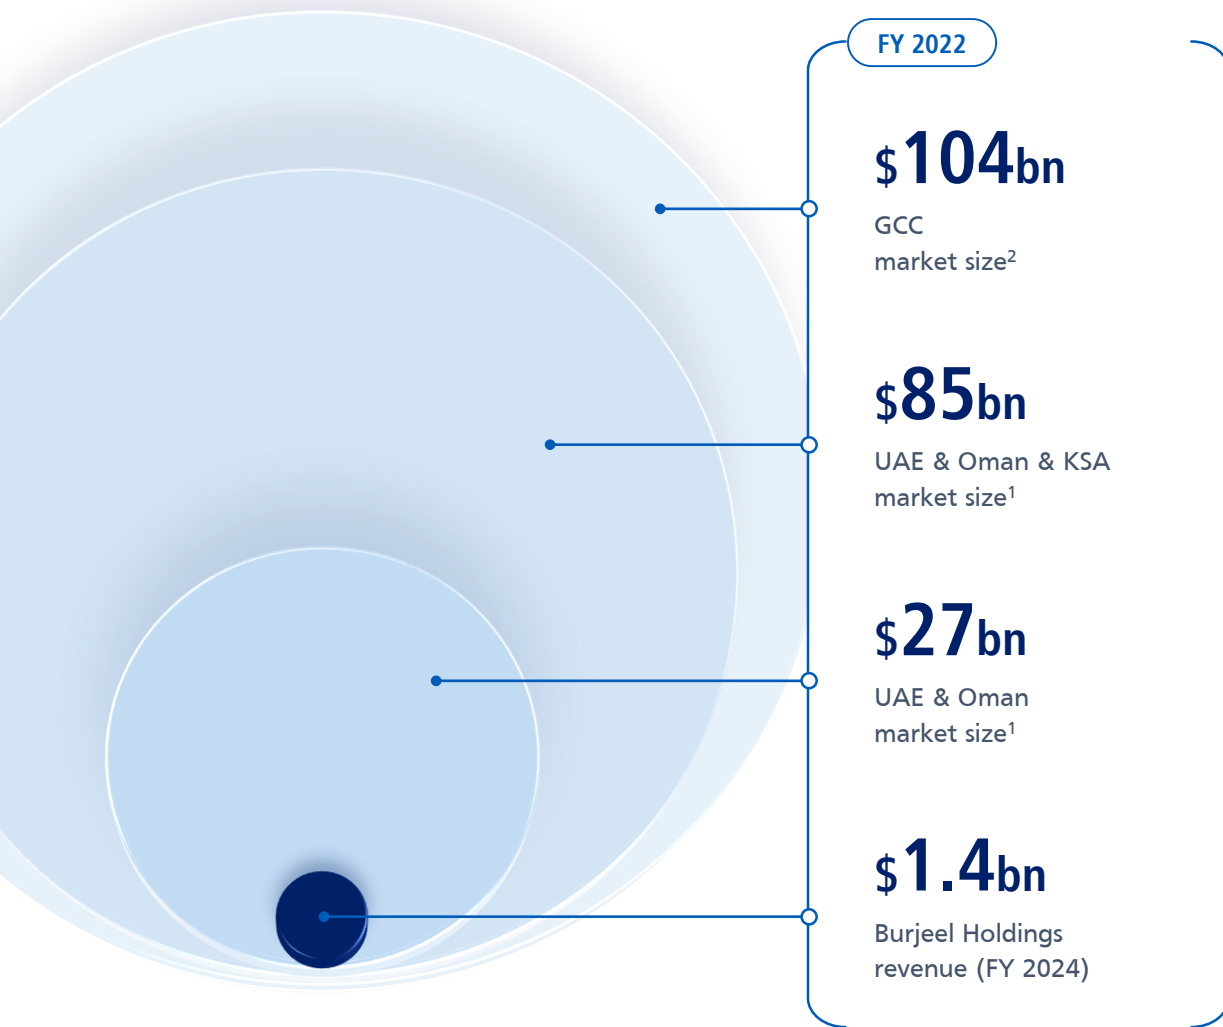 FY 2022
$104bn
GCC
market size²
$85bn
UAE & Oman & KSA
market size¹
$27bn
UAE & Oman
market size¹
$1.4bn
Burjeel Holdings
revenue (FY 2024)